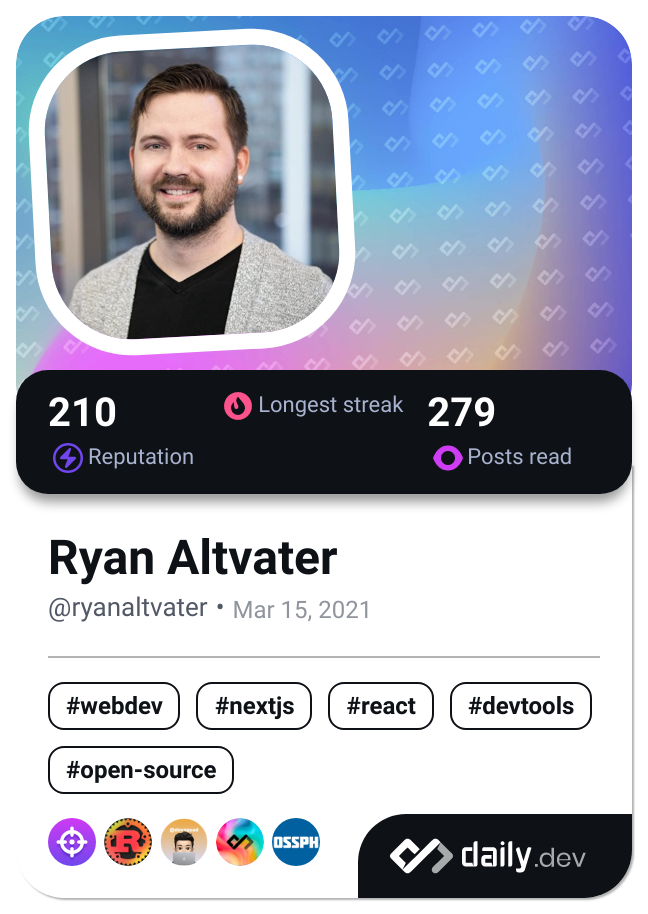 210
Longest streak
279
Reputation
Posts read
Ryan Altvater
@ryanaltvater • Mar 15, 2021
#webdev #nextjs #react #devtools
#open-source
R
OSSPH
daily.dev